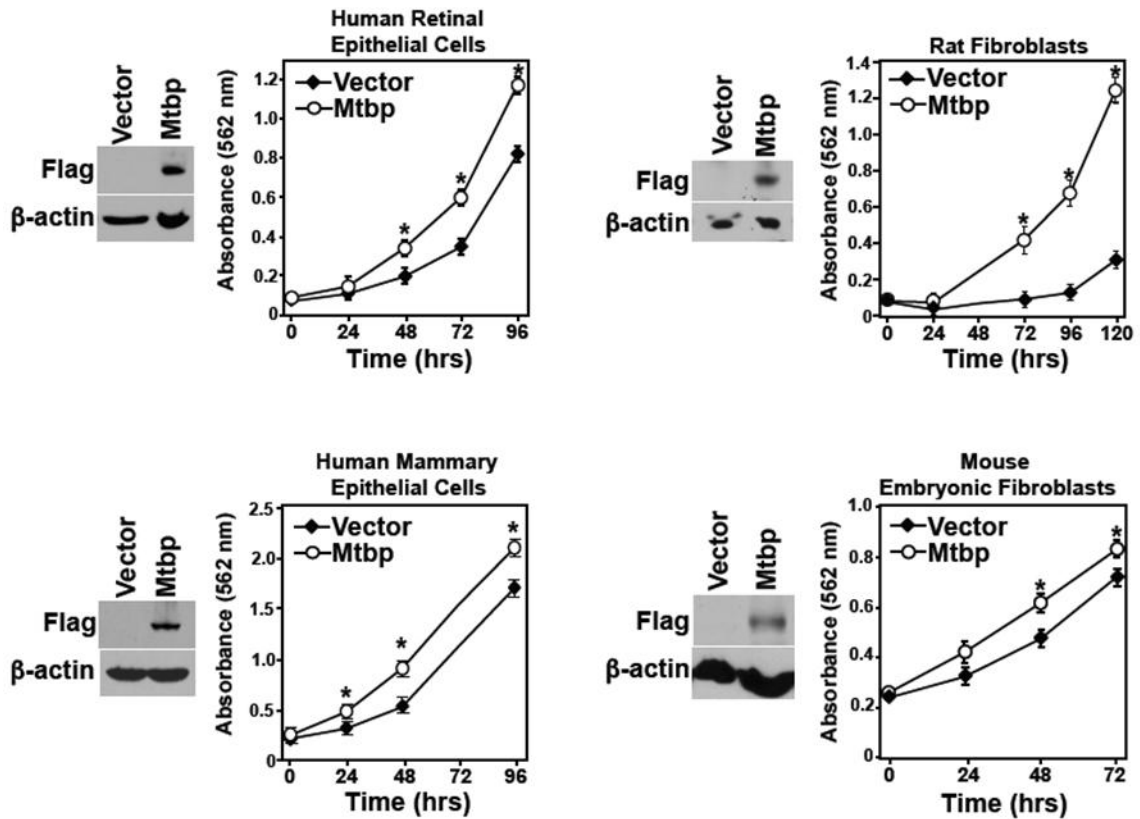 Human Retinal
Epithelial Cells
Vector
Mtbp
Flag
β-actin
Absorbance (562 nm)
1.2
1.0
0.8
0.6
0.4
0.2
0
Vector
Mtbp
*
*
*
*
0 24 48 72 96
Time (hrs)
Rat Fibroblasts
Vector
Mtbp
Flag
β-actin
Absorbance (562 nm)
1.4
1.2
1.0
0.8
0.6
0.4
0.2
0
Vector
Mtbp
*
*
*
0 24 48 72 96 120
Time (hrs)
Human Mammary
Epithelial Cells
Vector
Mtbp
Flag
β-actin
Absorbance (562 nm)
2.5
2.0
1.5
1.0
0.5
0
Vector
Mtbp
*
*
*
0 24 48 72 96
Time (hrs)
Mouse
Embryonic Fibroblasts
Vector
Mtbp
Flag
β-actin
Absorbance (562 nm)
1.0
0.8
0.6
0.4
0.2
0
Vector
Mtbp
*
*
0 24 48 72
Time (hrs)